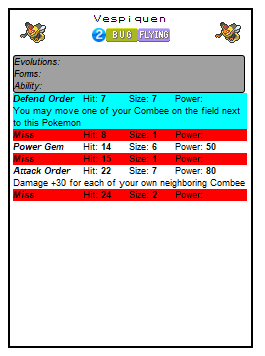 Vespiquen
2 BUG FLYING
Evolutions:
Forms:
Ability:
Defend Order Hit: 7 Size: 7 Power:
You may move one of your Combee on the field next
to this Pokemon
Miss Hit: 8 Size: 1 Power:
Power Gem Hit: 14 Size: 6 Power: 50
Miss Hit: 15 Size: 1 Power:
Attack Order Hit: 22 Size: 7 Power: 80
Damage +30 for each of your own neighboring Combee
Miss Hit: 24 Size: 2 Power: